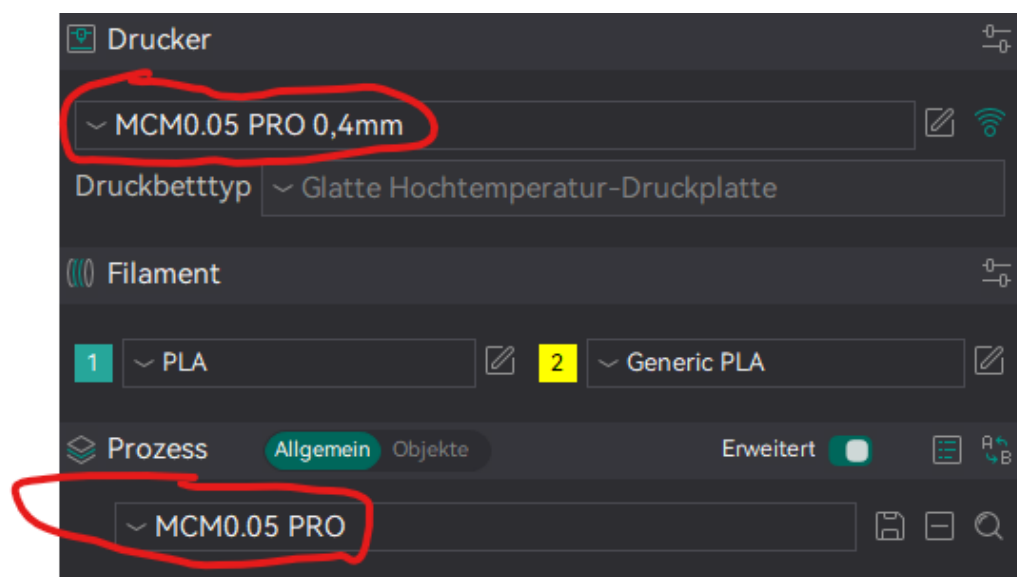 Drucker
MCM0.05 PRO 0,4mm
Druckbetttyp Glatte Hochtemperatur-Druckplatte
Filament
1 PLA 2 Generic PLA
Prozess Allgemein Objekte Erweitert A B
MCM0.05 PRO